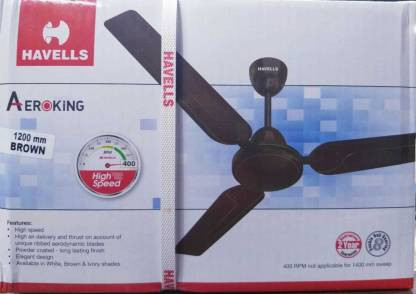 HAVELLS
AEROKING
1200 mm
BROWN
RPM
400
High
Speed
Features:
• High speed
• High air delivery and thrust on account of
unique ribbed aerodynamic blades
• Powder coated - long lasting finish
• Elegant design
• Available in White, Brown & Ivory shades
HAVELLS
HAVELLS
HAVELLS
2 Year
400 RPM not applicable for 1400 mm sweep